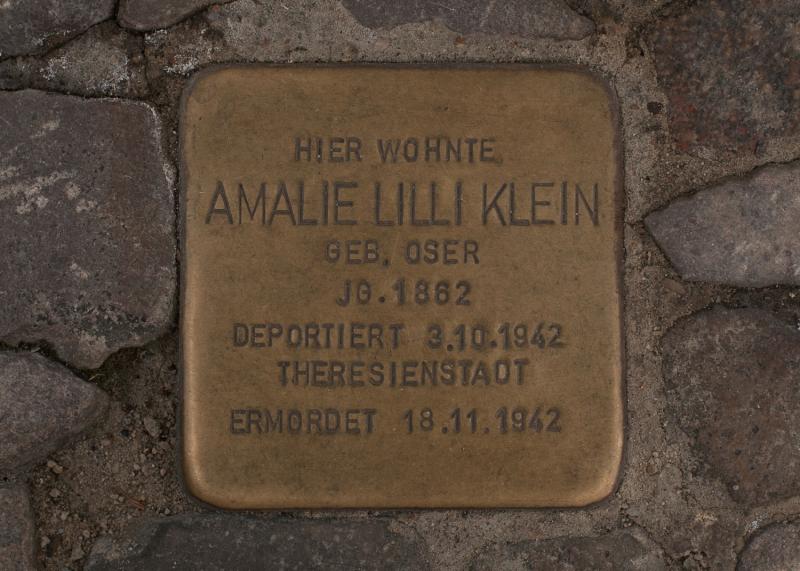 HIER WOHNTE
AMALIE LILLI KLEIN
GEB. OSER
JG. 1862
DEPORTIERT 3.10.1942
THERESIENSTADT
ERMORDET 18.11.1942